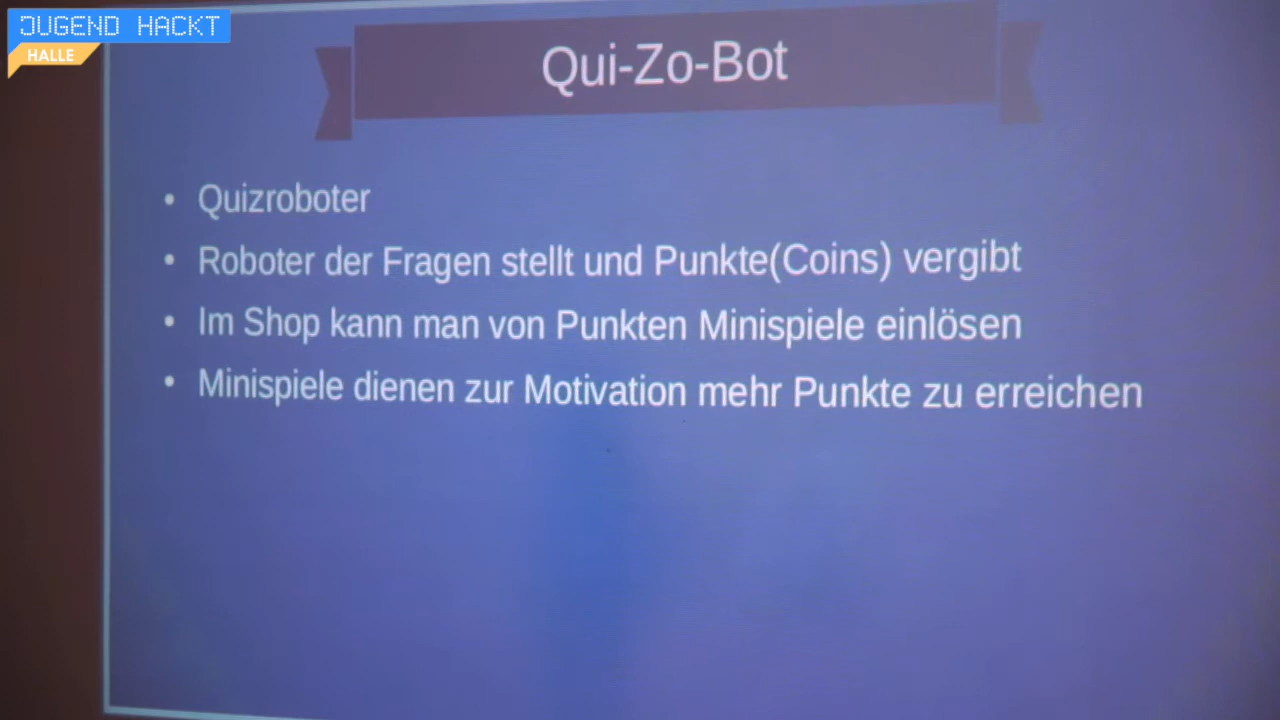 JUGEND HACKT
HALLE
Qui-Zo-Bot
• Quizroboter
• Roboter der Fragen stellt und Punkte(Coins) vergibt
• Im Shop kann man von Punkten Minispiele einlösen
• Minispiele dienen zur Motivation mehr Punkte zu erreichen